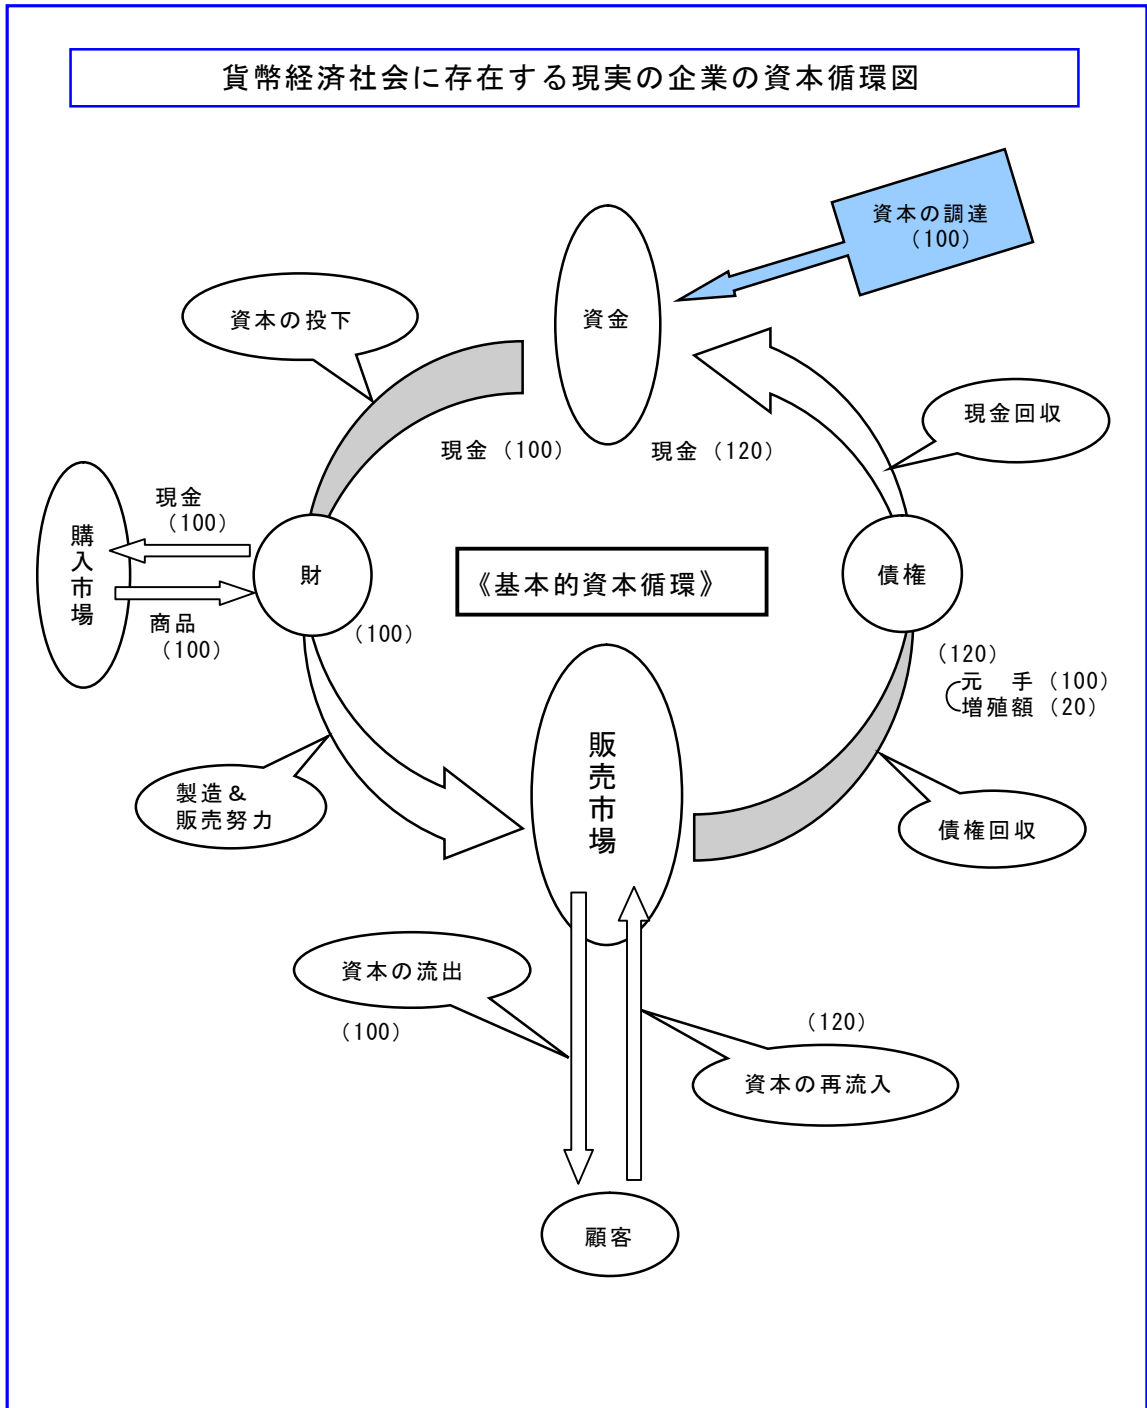 貨幣経済社会に存在する現実の企業の資本循環図
資本の調達
（100）
資金
資本の投下
現金回収
現金（100）
現金（120）
現金
（100）
購入市場
財
《基本的資本循環》
債権
商品
（100）
（100）
（120）
元　手（100）
増殖額（20）
販売市場
製造＆
販売努力
債権回収
資本の流出
（100）
（120）
資本の再流入
顧客